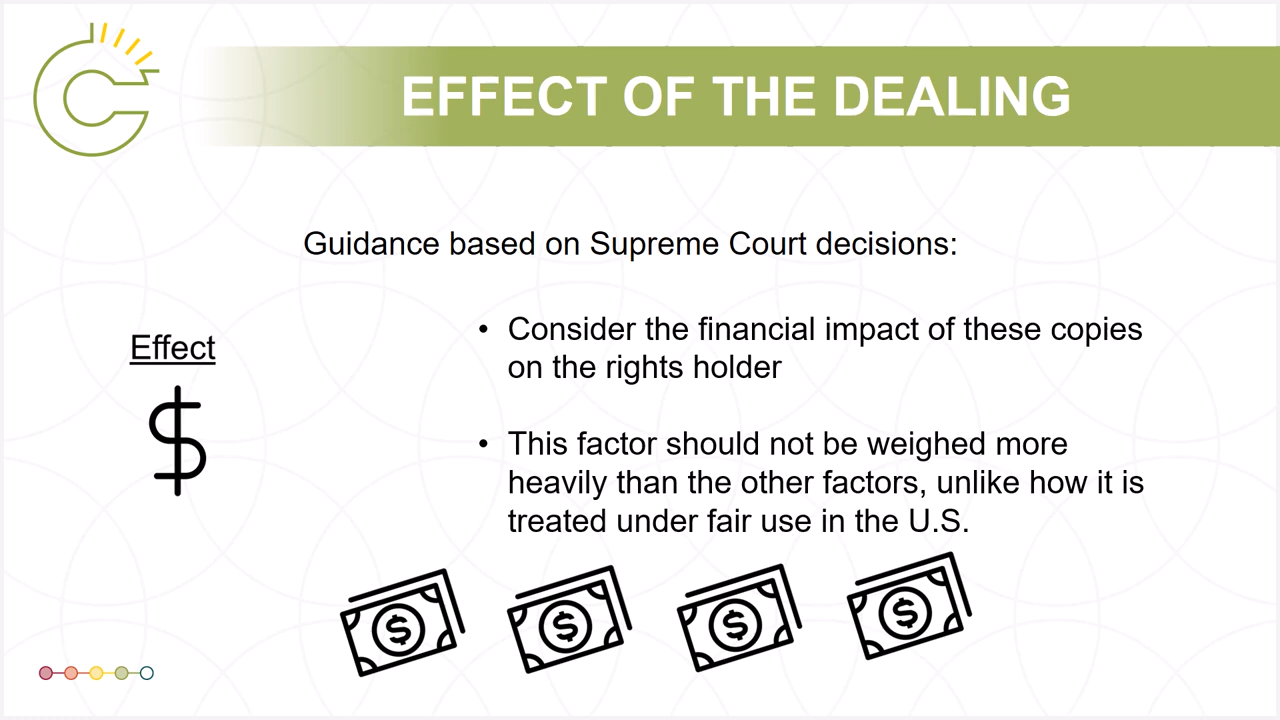 EFFECT OF THE DEALING
Guidance based on Supreme Court decisions:
Effect
• Consider the financial impact of these copies
on the rights holder
• This factor should not be weighed more
heavily than the other factors, unlike how it is
treated under fair use in the U.S.